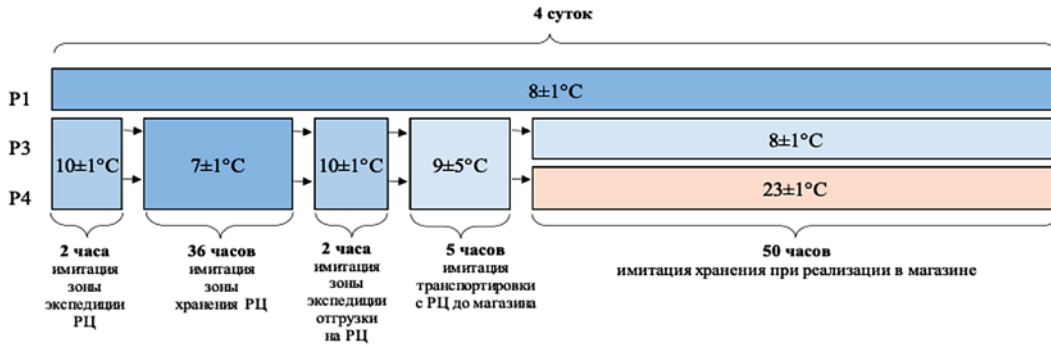 4 суток
P1
8±1°C
P3
10±1°C
7±1°C
10±1°C
9±5°C
8±1°C
P4
23±1°C
2 часа
имитация
зоны
экспедиции
РЦ
36 часов
имитация
зоны
хранения РЦ
2 часа
имитация
зоны
экспедиции
отгрузки
на РЦ
5 часов
имитация
транспортировки
с РЦ до магазина
50 часов
имитация хранения при реализации в магазине